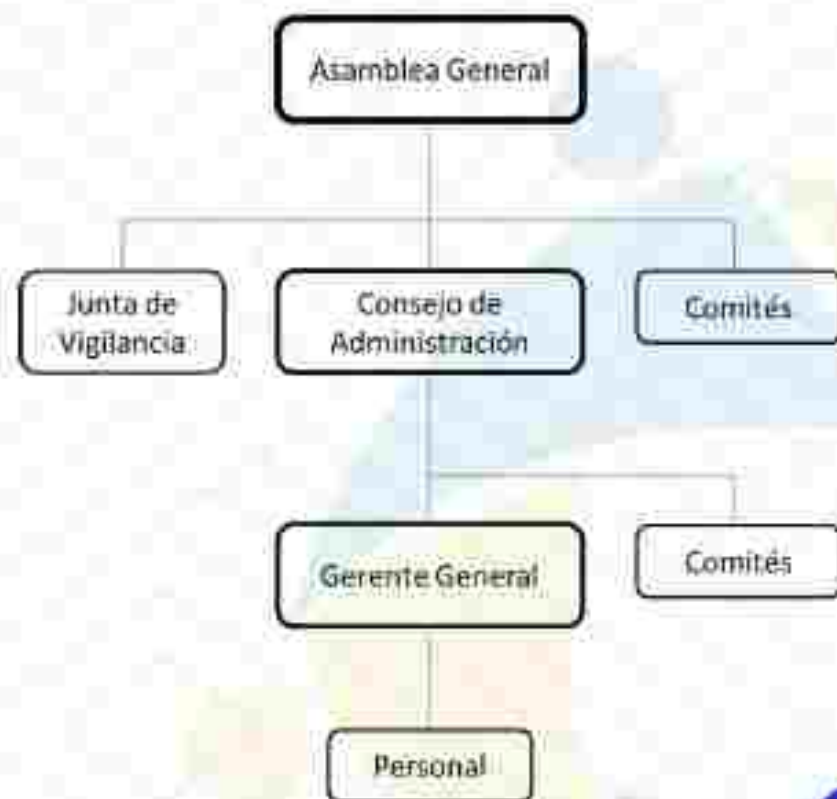 Asamblea General
Junta de
Vigilancia
Consejo de
Administración
Comités
Gerente General
Comités
Personal